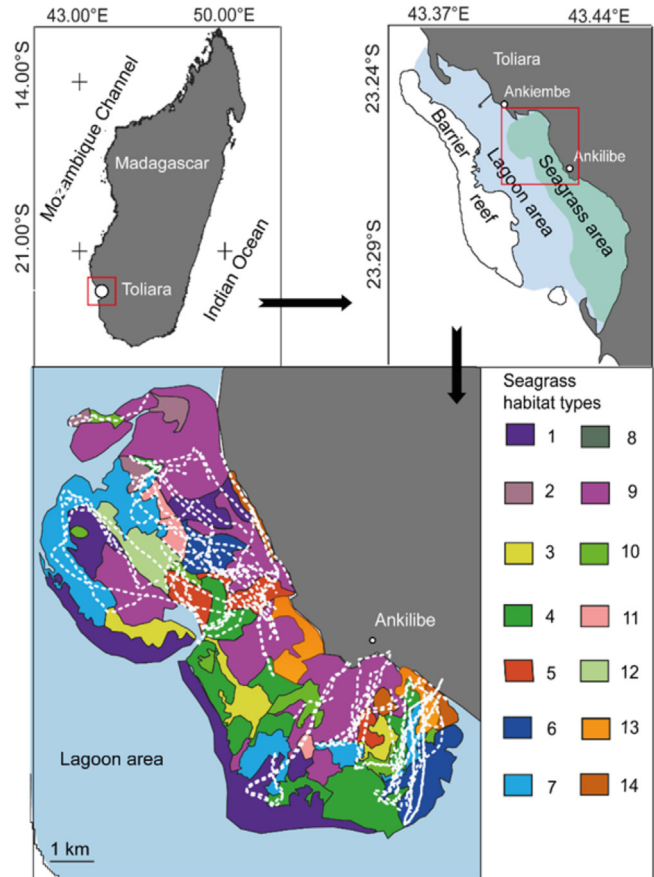 43.00°E
50.00°E
14.00°S
21.00°S
Mozambique Channel
Madagascar
Indian Ocean
Toliara
43.37°E
43.44°E
23.24°S
23.29°S
Toliara
Ankiembe
Ankilibe
Barrier
reef
Lagoon area
Seagrass area
Ankilibe
Lagoon area
1 km
Seagrass
habitat types
1
8
2
9
3
10
4
11
5
12
6
13
7
14